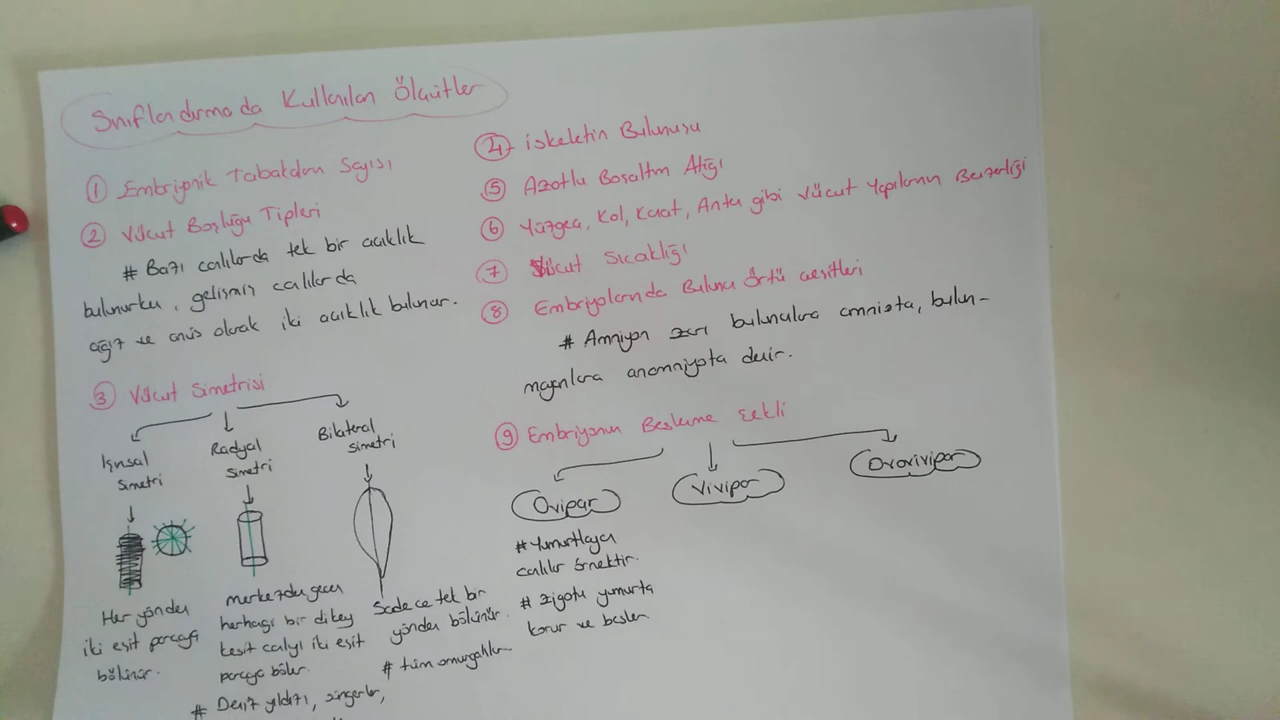 Sınıflandırmada Kullanılan Ölçütler
① Embriyonik Tabakaların Sayısı
② Vücut Boşluğu Tipleri
# Bazı canlılarda tek bir açıklık
bulunurken, gelişmiş canlılarda
ağız ve anüs olarak iki açıklık bulunur.
③ Vücut Simetrisi
Işınsal
Simetri
Radyal
Simetri
Bilateral
Simetri
Her yönden
iki eşit parçaya
bölünür.
merkezden geçen
herhangi bir dikey
kesit canlıyı iki eşit
parçaya böler.
# Deniz yıldızı, süngerler,
Sadece tek bir
yönden bölünür.
# tüm omurgalılar
④ İskeletin Bulunuşu
⑤ Azotlu Boşaltım Atığı
⑥ Yüzgeç, Kol, Kanat, Anten gibi Vücut Yapılarının Benzerliği
⑦ Vücut Sıcaklığı
⑧ Embriyolarında Bulunan Örtü Çeşitleri
# Amniyon zarı bulunanlara amniota, bulun-
mayanlara anamniyota denir.
⑨ Embriyonun Beslenme Şekli
Ovipar
Vivipar
Ovovivipar
# Yumurtlayan
canlılar örnektir.
# zigotu yumurta
korur ve besler